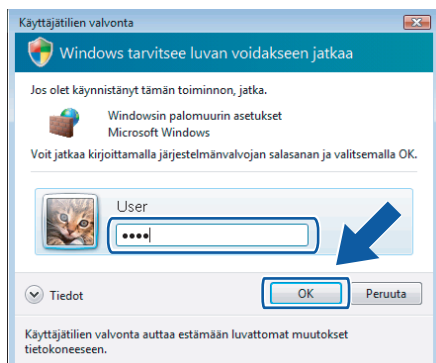 Käyttäjätilien valvonta
Windows tarvitsee luvan voidakseen jatkaa
Jos olet käynnistänyt tämän toiminnon, jatka.
Windowsin palomuurin asetukset
Microsoft Windows
Voit jatkaa kirjoittamalla järjestelmänvalvojan salasanan ja valitsemalla OK.
User
••••
Tiedot
OK
Peruuta
Käyttäjätilien valvonta auttaa estämään luvattomat muutokset
tietokoneeseen.